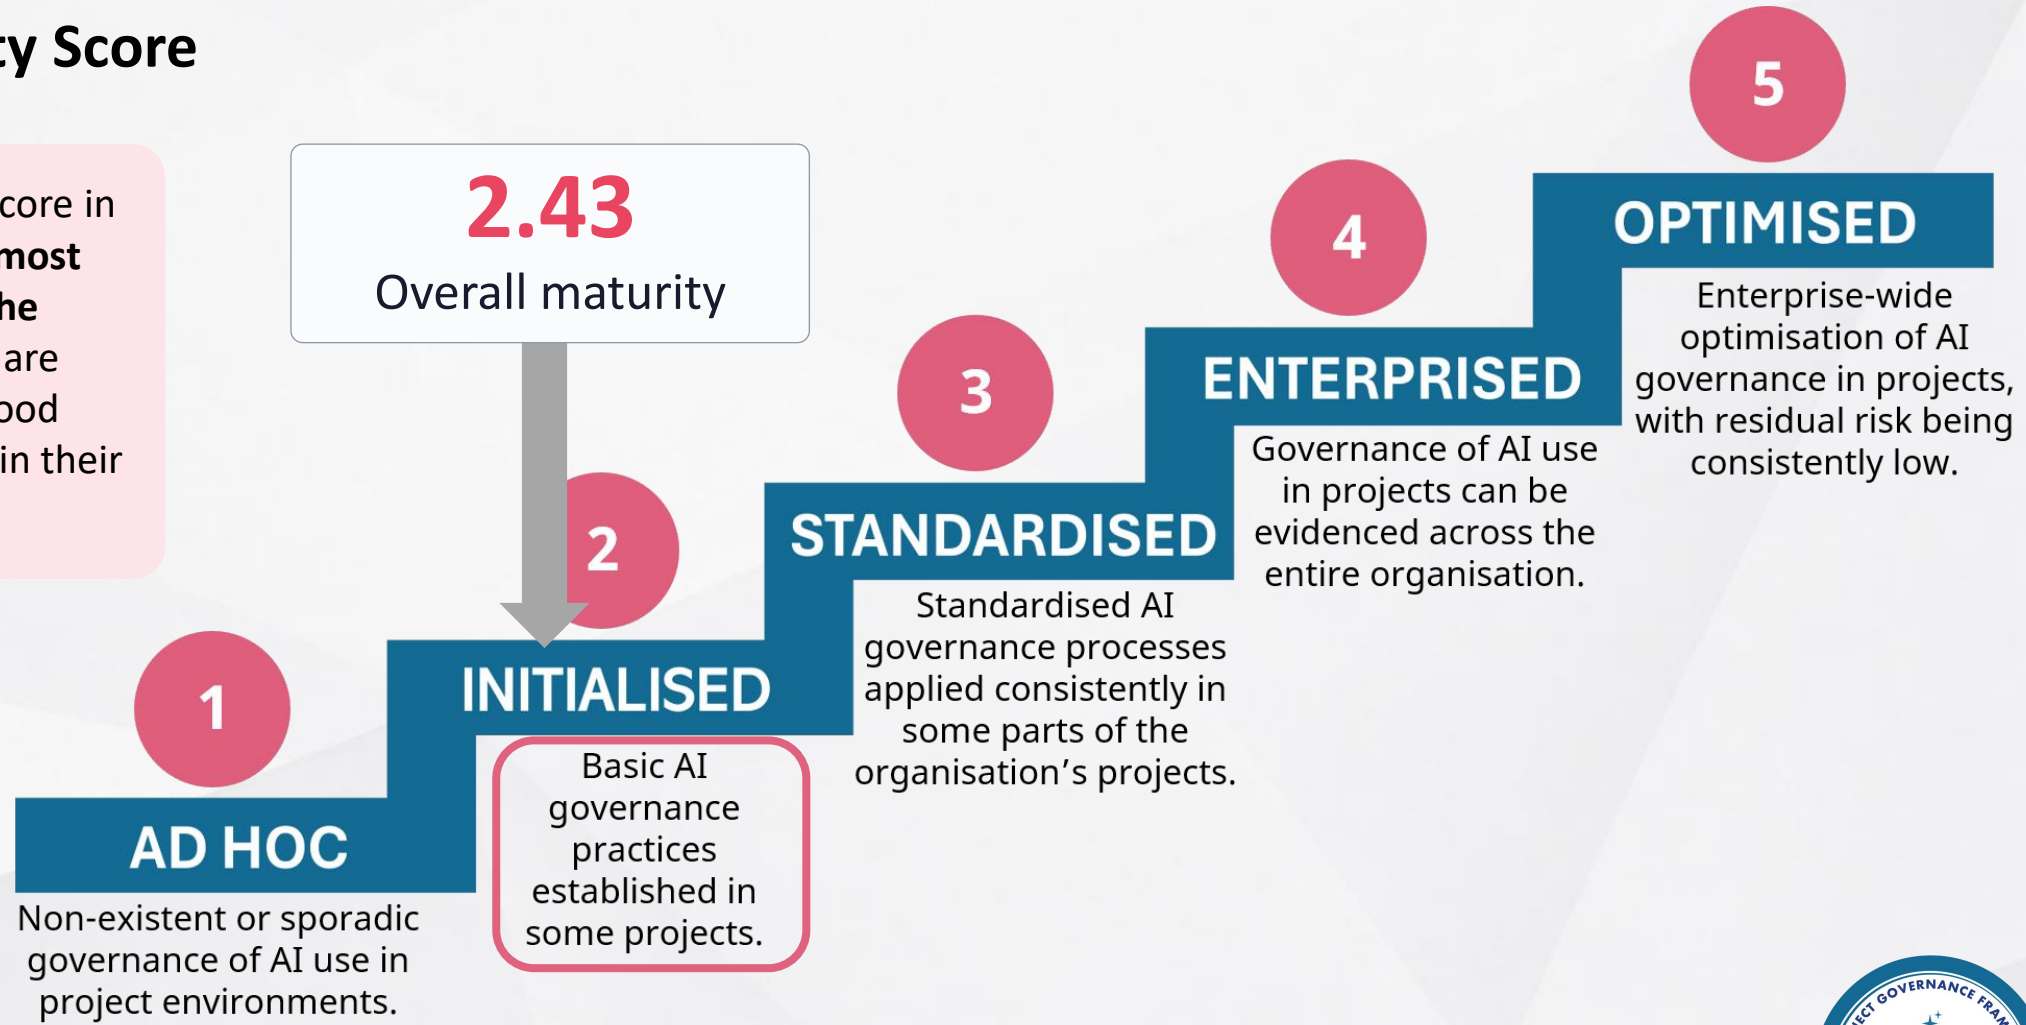 ty Score
core in
most
he
are
ood
in their
2.43
Overall maturity
1
AD HOC
Non-existent or sporadic
governance of AI use in
project environments.
2
INITIALISED
Basic AI
governance
practices
established in
some projects.
3
STANDARDISED
Standardised AI
governance processes
applied consistently in
some parts of the
organisation’s projects.
4
ENTERPRISED
Governance of AI use
in projects can be
evidenced across the
entire organisation.
5
OPTIMISED
Enterprise-wide
optimisation of AI
governance in projects,
with residual risk being
consistently low.
ECT GOVERNANCE FRAM